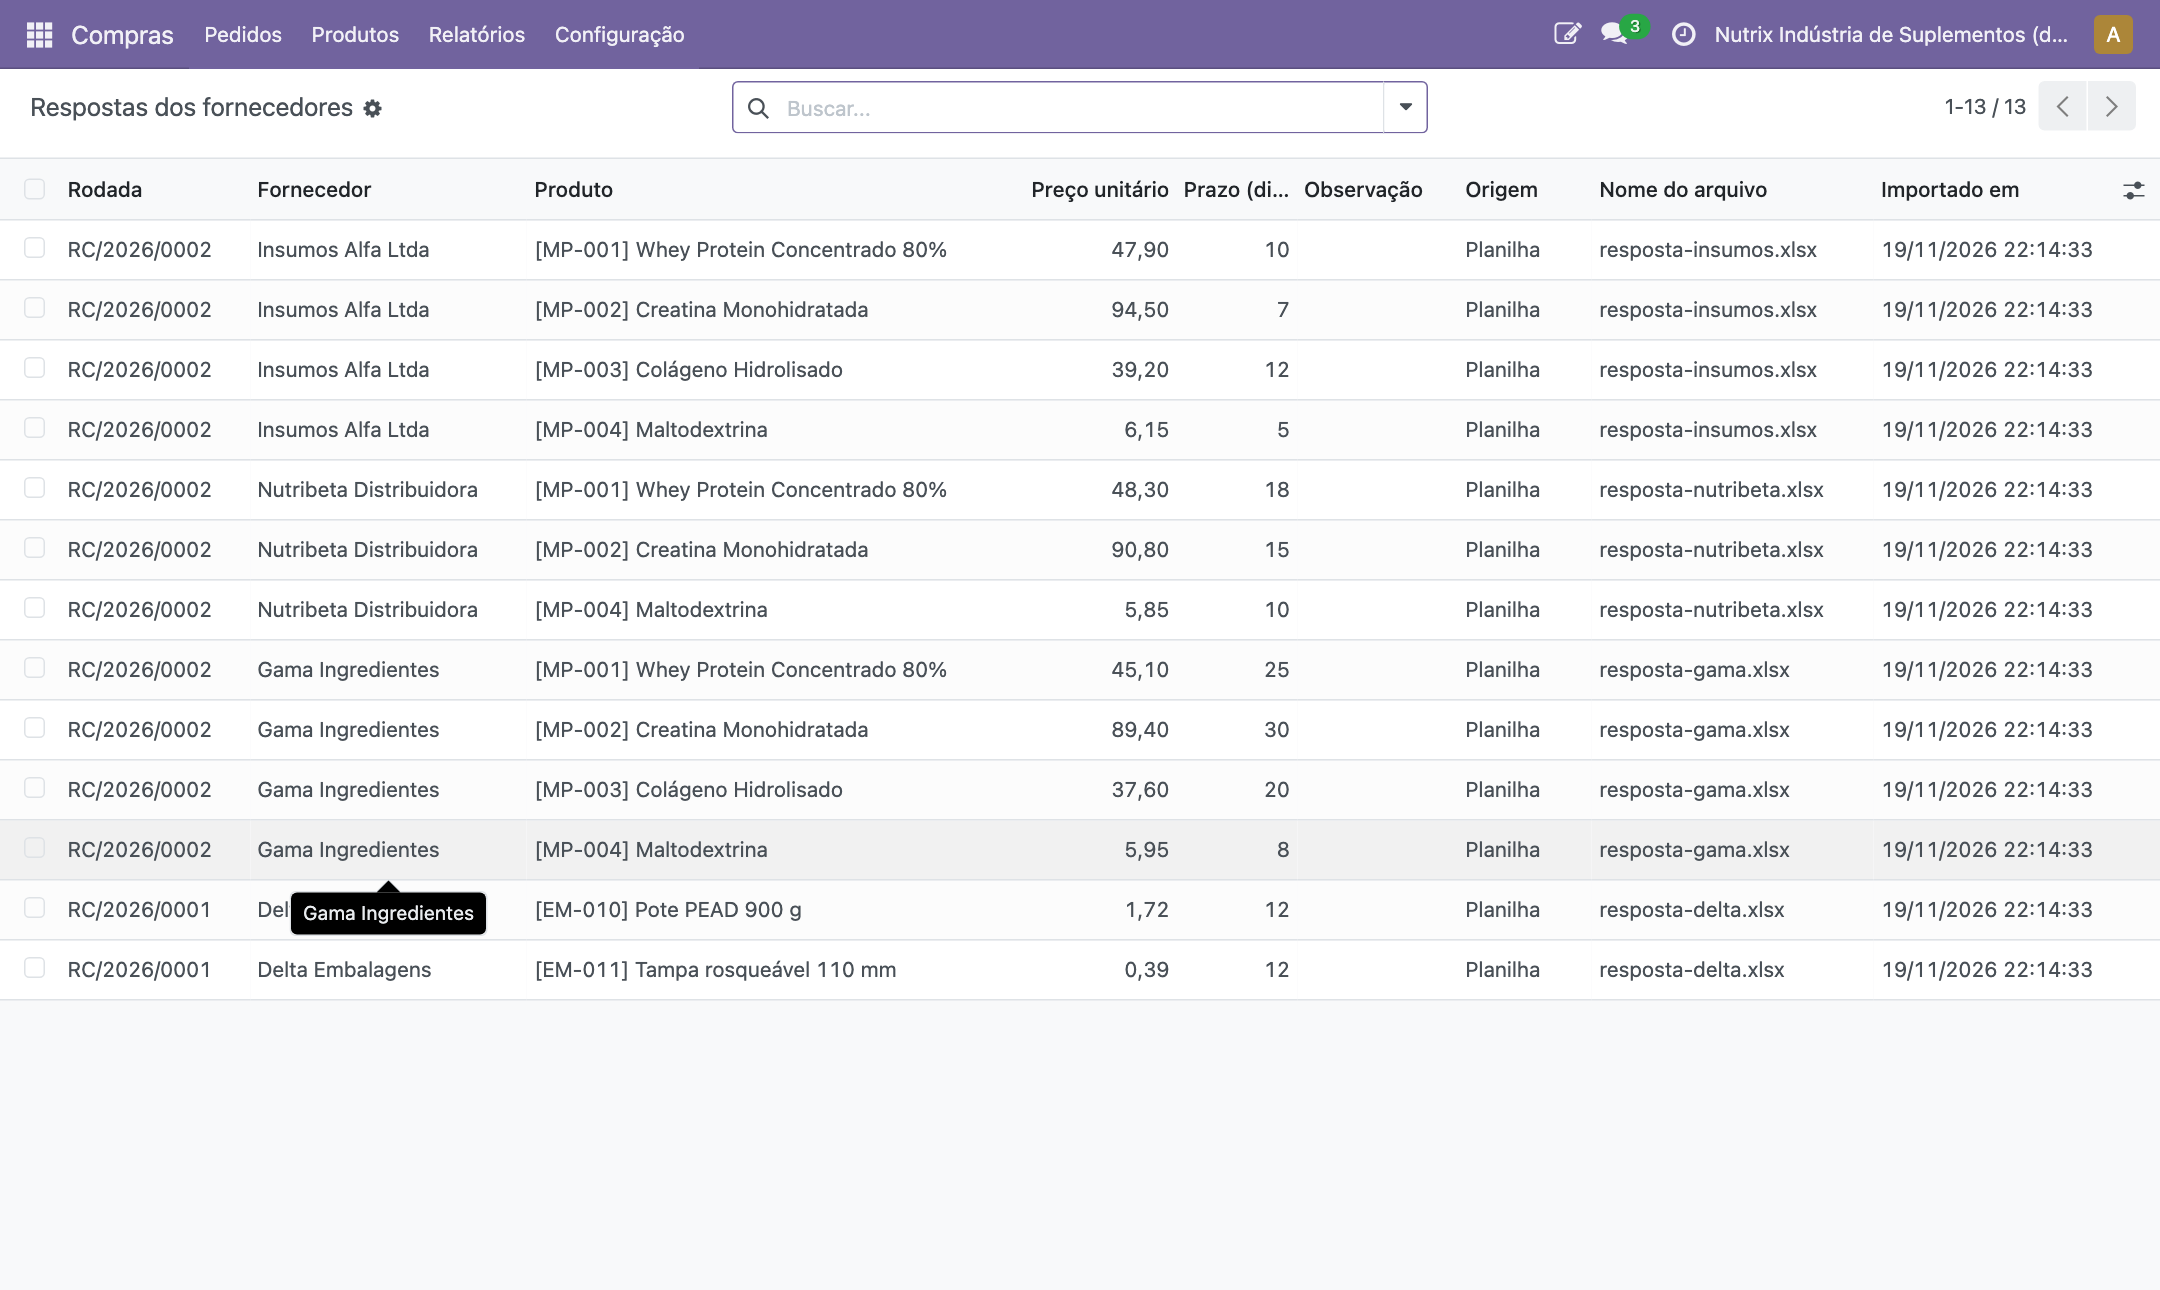 Compras Pedidos Produtos Relatórios Configuração 3 Nutrix Indústria de Suplementos (d... A
Respostas dos fornecedores Buscar... 1-13 / 13
Rodada Fornecedor Produto Preço unitário Prazo (di... Observação Origem Nome do arquivo Importado em
RC/2026/0002 Insumos Alfa Ltda [MP-001] Whey Protein Concentrado 80% 47,90 10 Planilha resposta-insumos.xlsx 19/11/2026 22:14:33
RC/2026/0002 Insumos Alfa Ltda [MP-002] Creatina Monohidratada 94,50 7 Planilha resposta-insumos.xlsx 19/11/2026 22:14:33
RC/2026/0002 Insumos Alfa Ltda [MP-003] Colágeno Hidrolisado 39,20 12 Planilha resposta-insumos.xlsx 19/11/2026 22:14:33
RC/2026/0002 Insumos Alfa Ltda [MP-004] Maltodextrina 6,15 5 Planilha resposta-insumos.xlsx 19/11/2026 22:14:33
RC/2026/0002 Nutribeta Distribuidora [MP-001] Whey Protein Concentrado 80% 48,30 18 Planilha resposta-nutribeta.xlsx 19/11/2026 22:14:33
RC/2026/0002 Nutribeta Distribuidora [MP-002] Creatina Monohidratada 90,80 15 Planilha resposta-nutribeta.xlsx 19/11/2026 22:14:33
RC/2026/0002 Nutribeta Distribuidora [MP-004] Maltodextrina 5,85 10 Planilha resposta-nutribeta.xlsx 19/11/2026 22:14:33
RC/2026/0002 Gama Ingredientes [MP-001] Whey Protein Concentrado 80% 45,10 25 Planilha resposta-gama.xlsx 19/11/2026 22:14:33
RC/2026/0002 Gama Ingredientes [MP-002] Creatina Monohidratada 89,40 30 Planilha resposta-gama.xlsx 19/11/2026 22:14:33
RC/2026/0002 Gama Ingredientes [MP-003] Colágeno Hidrolisado 37,60 20 Planilha resposta-gama.xlsx 19/11/2026 22:14:33
RC/2026/0002 Gama Ingredientes [MP-004] Maltodextrina 5,95 8 Planilha resposta-gama.xlsx 19/11/2026 22:14:33
RC/2026/0001 Gama Ingredientes [EM-010] Pote PEAD 900 g 1,72 12 Planilha resposta-delta.xlsx 19/11/2026 22:14:33
RC/2026/0001 Delta Embalagens [EM-011] Tampa rosqueável 110 mm 0,39 12 Planilha resposta-delta.xlsx 19/11/2026 22:14:33